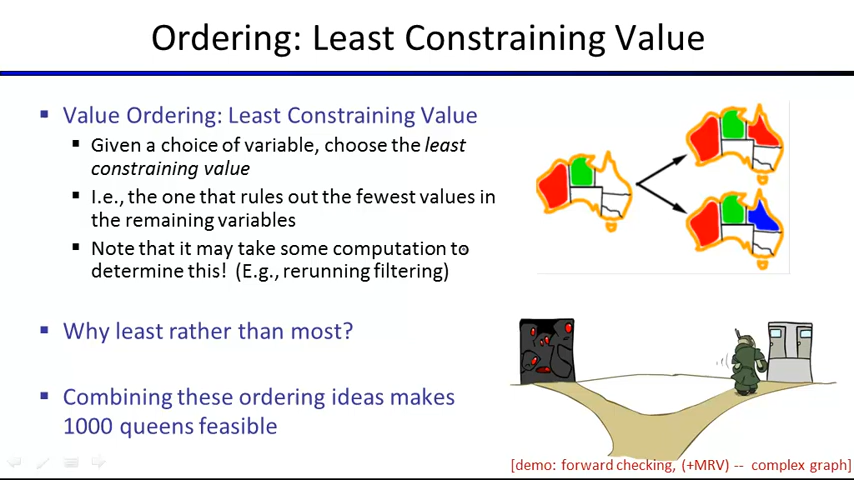 Ordering: Least Constraining Value
▪ Value Ordering: Least Constraining Value
▪ Given a choice of variable, choose the least
constraining value
▪ I.e., the one that rules out the fewest values in
the remaining variables
▪ Note that it may take some computation to
determine this! (E.g., rerunning filtering)
▪ Why least rather than most?
▪ Combining these ordering ideas makes
1000 queens feasible
[demo: forward checking, (+MRV) -- complex graph]